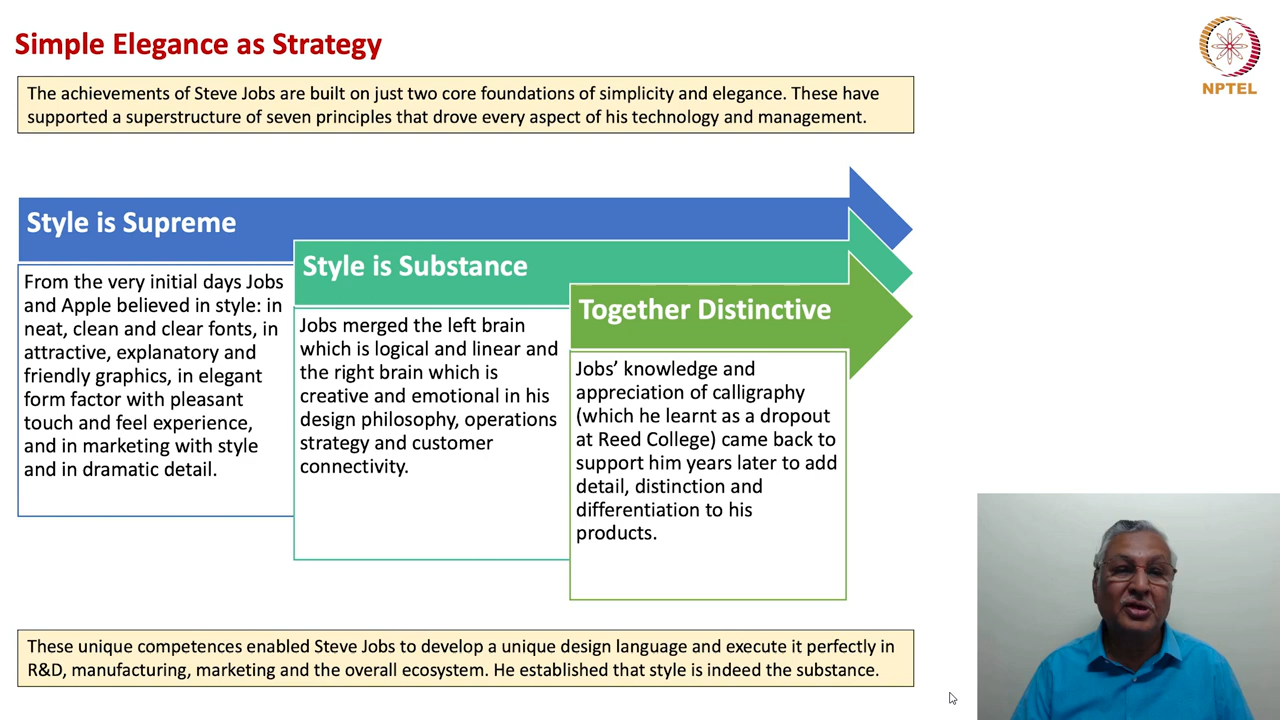 Simple Elegance as Strategy
NPTEL
The achievements of Steve Jobs are built on just two core foundations of simplicity and elegance. These have
supported a superstructure of seven principles that drove every aspect of his technology and management.
Style is Supreme
From the very initial days Jobs
and Apple believed in style: in
neat, clean and clear fonts, in
attractive, explanatory and
friendly graphics, in elegant
form factor with pleasant
touch and feel experience,
and in marketing with style
and in dramatic detail.
Style is Substance
Jobs merged the left brain
which is logical and linear and
the right brain which is
creative and emotional in his
design philosophy, operations
strategy and customer
connectivity.
Together Distinctive
Jobs’ knowledge and
appreciation of calligraphy
(which he learnt as a dropout
at Reed College) came back to
support him years later to add
detail, distinction and
differentiation to his
products.
These unique competences enabled Steve Jobs to develop a unique design language and execute it perfectly in
R&D, manufacturing, marketing and the overall ecosystem. He established that style is indeed the substance.